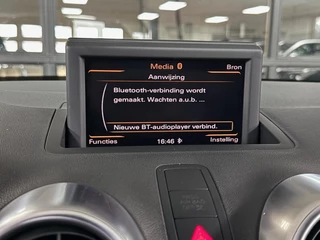 Media
Bron
Aanwijzing
Bluetooth-verbinding wordt
gemaakt. Wachten a.u.b. ...
Nieuwe BT-audioplayer verbind.
Functies
16:46
Instelling